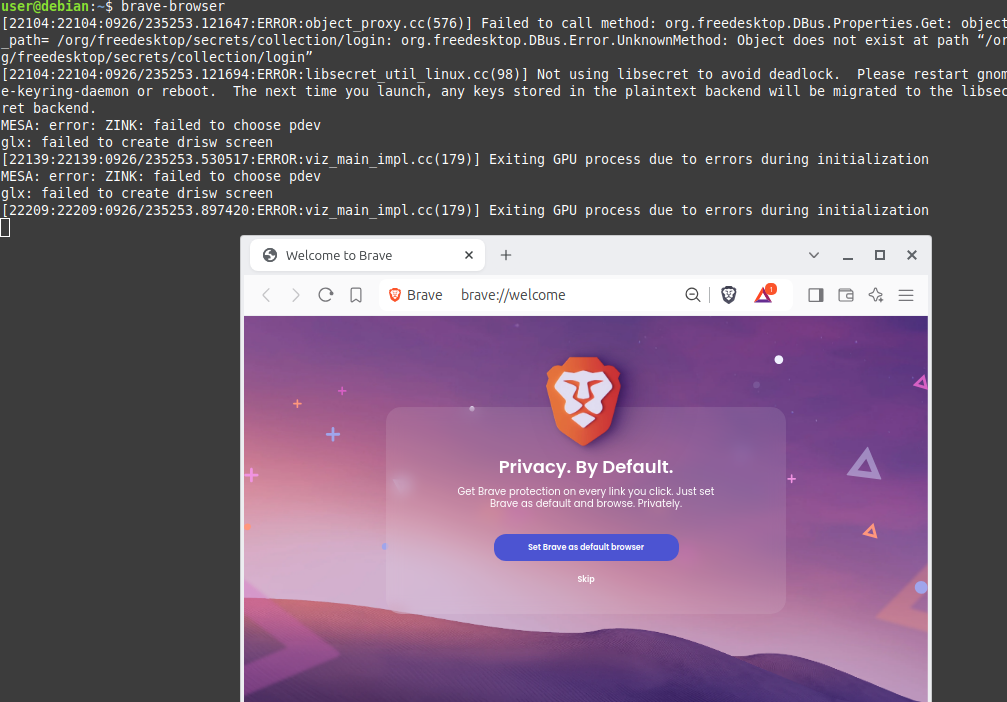 user@debian:~$ brave-browser
[22104:22104:0926/235253.121647:ERROR:object_proxy.cc(576)] Failed to call method: org.freedesktop.DBus.Properties.Get: object
_path= /org/freedesktop/secrets/collection/login: org.freedesktop.DBus.Error.UnknownMethod: Object does not exist at path “/or
g/freedesktop/secrets/collection/login”
[22104:22104:0926/235253.121694:ERROR:libsecret_util_linux.cc(98)] Not using libsecret to avoid deadlock.  Please restart gnom
e-keyring-daemon or reboot.  The next time you launch, any keys stored in the plaintext backend will be migrated to the libsec
ret backend.
MESA: error: ZINK: failed to choose pdev
glx: failed to create drisw screen
[22139:22139:0926/235253.530517:ERROR:viz_main_impl.cc(179)] Exiting GPU process due to errors during initialization
MESA: error: ZINK: failed to choose pdev
glx: failed to create drisw screen
[22209:22209:0926/235253.897420:ERROR:viz_main_impl.cc(179)] Exiting GPU process due to errors during initialization
Welcome to Brave
Brave brave://welcome 1
Privacy. By Default.
Get Brave protection on every link you click. Just set
Brave as default and browse. Privately.
Set Brave as default browser
Skip